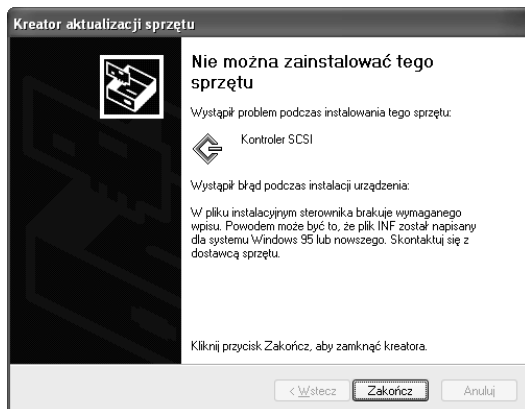 Kreator aktualizacji sprzętu
Nie można zainstalować tego
sprzętu
Wystąpił problem podczas instalowania tego sprzętu:
Kontroler SCSI
Wystąpił błąd podczas instalacji urządzenia:
W pliku instalacyjnym sterownika brakuje wymaganego
wpisu. Powodem może być to, że plik INF został napisany
dla systemu Windows 95 lub nowszego. Skontaktuj się z
dostawcą sprzętu.
Kliknij przycisk Zakończ, aby zamknąć kreatora.
< Wstecz Zakończ Anuluj